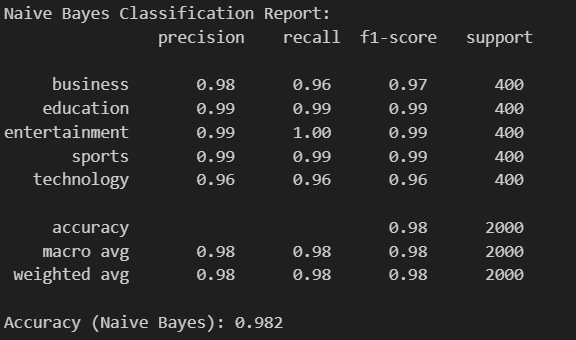 Naive Bayes Classification Report:
precision recall f1-score support
business 0.98 0.96 0.97 400
education 0.99 0.99 0.99 400
entertainment 0.99 1.00 0.99 400
sports 0.99 0.99 0.99 400
technology 0.96 0.96 0.96 400
accuracy 0.98 2000
macro avg 0.98 0.98 0.98 2000
weighted avg 0.98 0.98 0.98 2000
Accuracy (Naive Bayes): 0.982